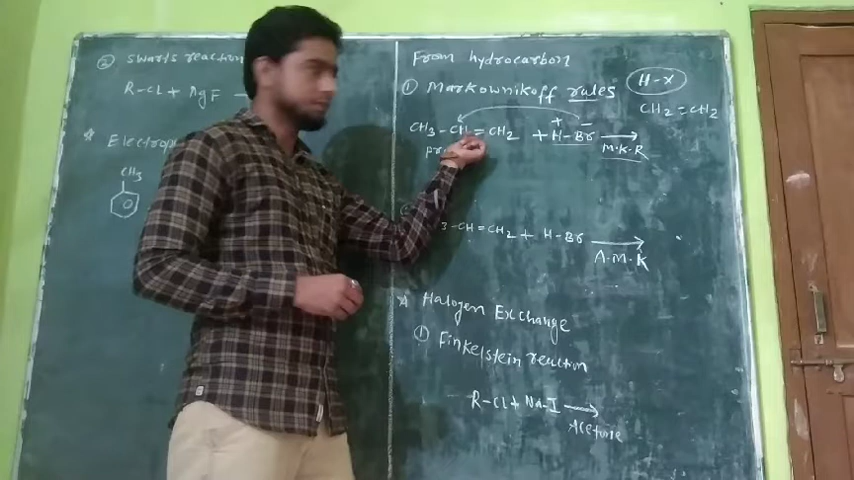 ② Swarts reaction
R-Cl + AgF
* Electrop
CH₃
From hydrocarbon
① Markownikoff rules
H-X
CH₂=CH₂
CH₃-CH=CH₂ + H-Br →
+ -
M.K.R
3-CH=CH₂ + H-Br →
A.M.K
* Halogen Exchange
① Finkelstein reaction
R-Cl + Na-I →
Acetone